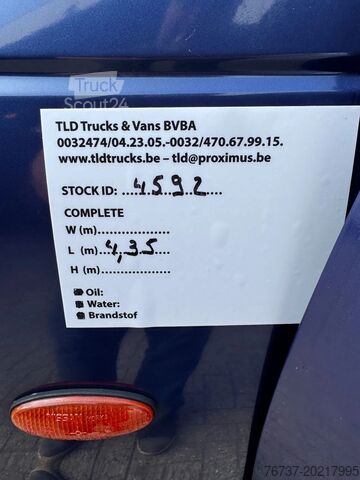 Truck
Scout24
TLD Trucks & Vans BVBA
0032474/04.23.05.-0032/470.67.99.15.
www.tldtrucks.be – tld@proximus.be
STOCK ID: 4592
COMPLETE
W (m)
L (m) 4,35
H (m)
Oil:
Water:
Brandstof
76737-20217995